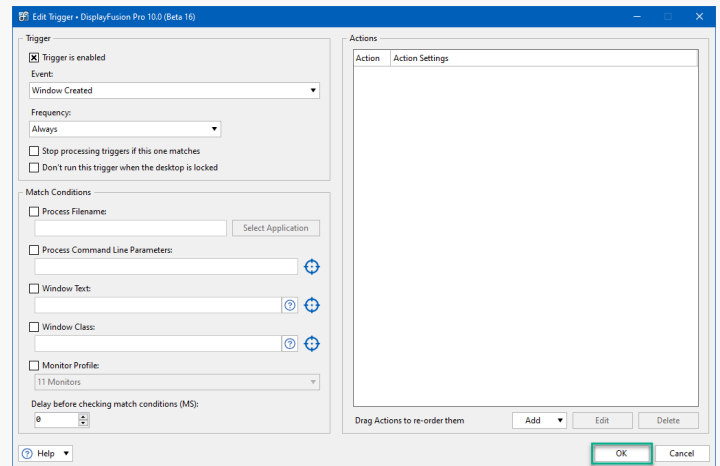 Edit Trigger • DisplayFusion Pro 10.0 (Beta 16)
Trigger
Trigger is enabled
Event:
Window Created
Frequency:
Always
Stop processing triggers if this one matches
Don't run this trigger when the desktop is locked
Match Conditions
Process Filename:
Select Application
Process Command Line Parameters:
Window Text:
Window Class:
Monitor Profile:
11 Monitors
Delay before checking match conditions (MS):
0
Help
Actions
Action Action Settings
Drag Actions to re-order them Add Edit Delete
OK Cancel